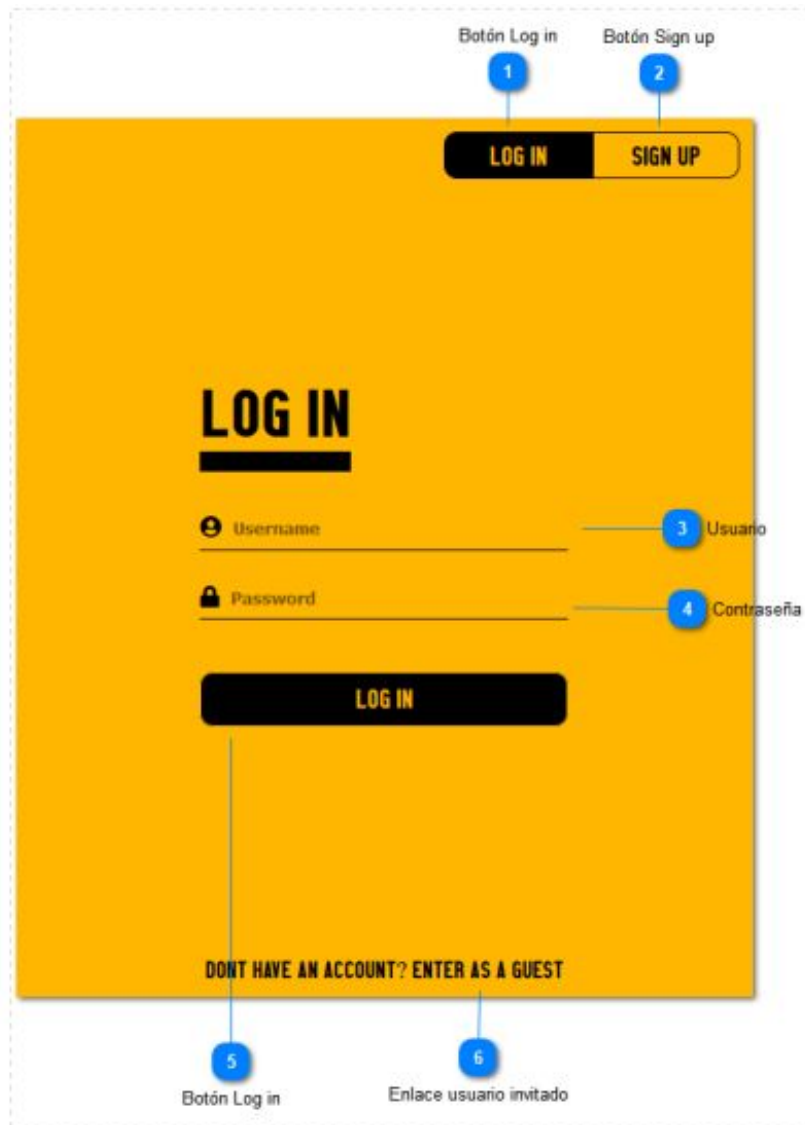 Botón Log in Botón Sign up
1 2
LOG IN SIGN UP
LOG IN
Username
3 Usuario
Password
4 Contraseña
LOG IN
DONT HAVE AN ACCOUNT? ENTER AS A GUEST
5 6
Botón Log in Enlace usuario invitado